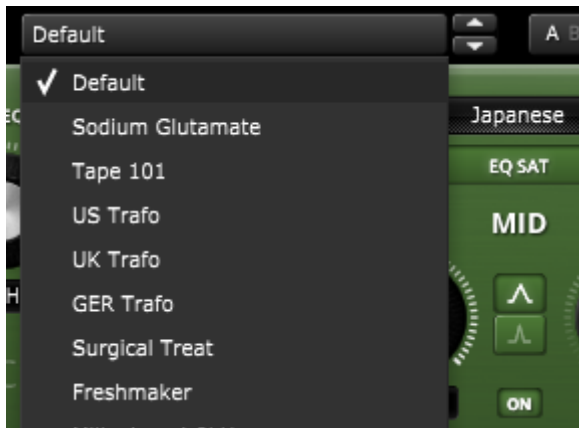 Default
A
Default
Sodium Glutamate
Japanese
Tape 101
EQ SAT
US Trafo
MID
UK Trafo
GER Trafo
Surgical Treat
Freshmaker
ON